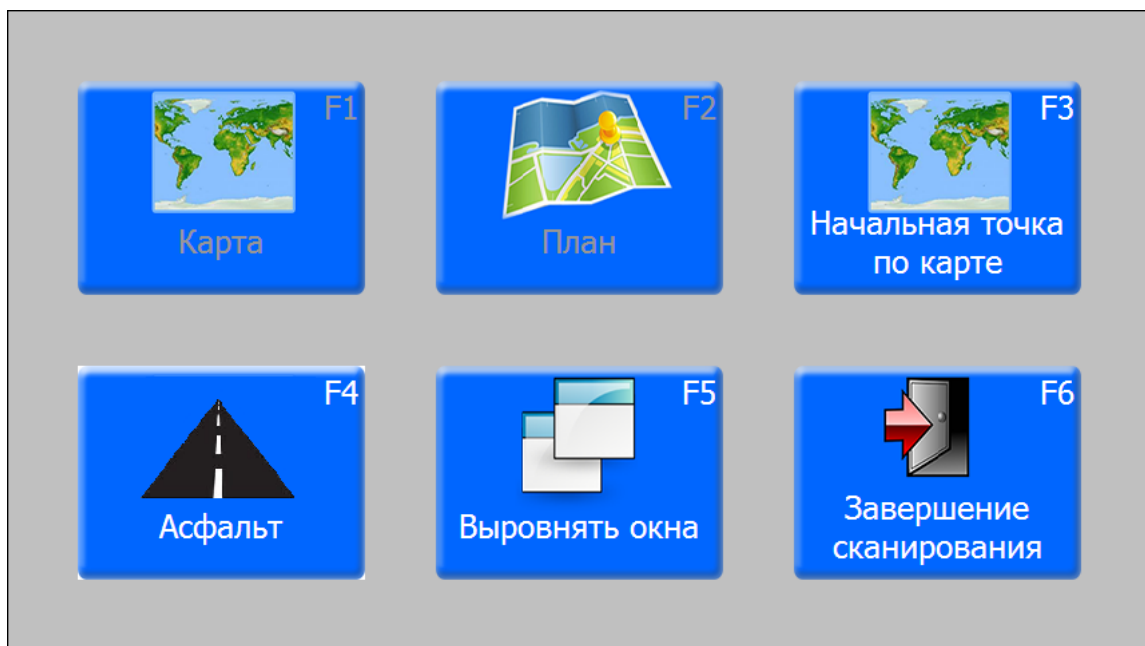 F1
Карта
F2
План
F3
Начальная точка
по карте
F4
Асфальт
F5
Выровнять окна
F6
Завершение
сканирования